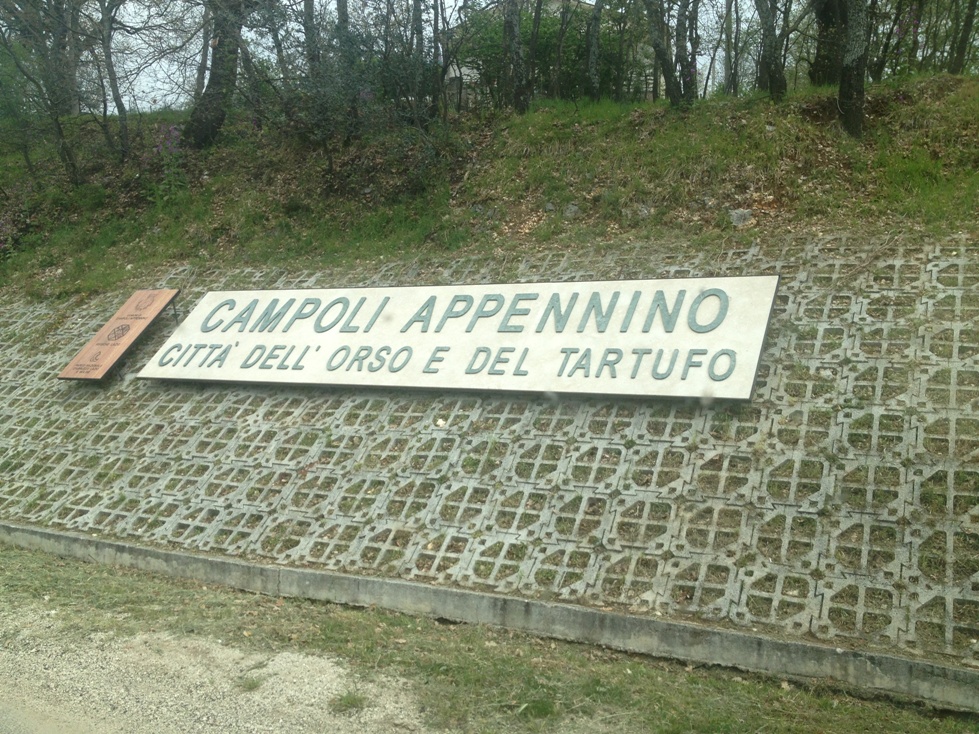 CAMPOLI APPENNINO
CITTA' DELL' ORSO E DEL TARTUFO